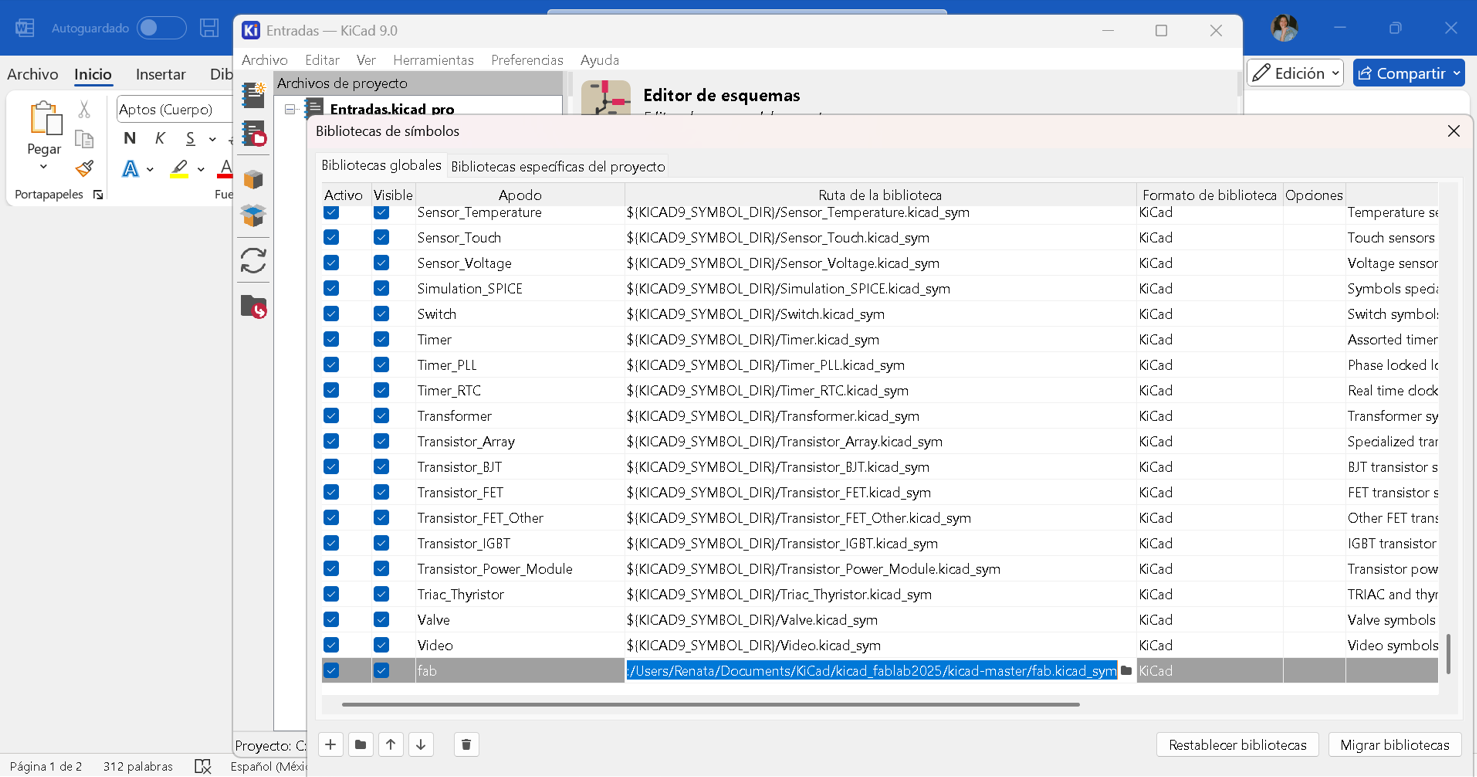 Autoguardado
Entradas — KiCad 9.0
Archivo Inicio Insertar
Archivo Editar Ver Herramientas Preferencias Ayuda
Edición Compartir
Archivos de proyecto
Editor de esquemas
Entradas.kicad_pro
Aptos (Cuerpo)
Pegar
N K S
A A
Portapapeles
Bibliotecas de símbolos
Bibliotecas globales Bibliotecas específicas del proyecto
Activo Visible Apodo Ruta de la biblioteca Formato de biblioteca Opciones
Sensor_Temperature ${KICAD9_SYMBOL_DIR}/Sensor_Temperature.kicad_sym KiCad Temperature se
Sensor_Touch ${KICAD9_SYMBOL_DIR}/Sensor_Touch.kicad_sym KiCad Touch sensors
Sensor_Voltage ${KICAD9_SYMBOL_DIR}/Sensor_Voltage.kicad_sym KiCad Voltage sensor
Simulation_SPICE ${KICAD9_SYMBOL_DIR}/Simulation_SPICE.kicad_sym KiCad Symbols specia
Switch ${KICAD9_SYMBOL_DIR}/Switch.kicad_sym KiCad Switch symbols
Timer ${KICAD9_SYMBOL_DIR}/Timer.kicad_sym KiCad Assorted timer
Timer_PLL ${KICAD9_SYMBOL_DIR}/Timer_PLL.kicad_sym KiCad Phase locked lo
Timer_RTC ${KICAD9_SYMBOL_DIR}/Timer_RTC.kicad_sym KiCad Real time clock
Transformer ${KICAD9_SYMBOL_DIR}/Transformer.kicad_sym KiCad Transformer sy
Transistor_Array ${KICAD9_SYMBOL_DIR}/Transistor_Array.kicad_sym KiCad Specialized tran
Transistor_BJT ${KICAD9_SYMBOL_DIR}/Transistor_BJT.kicad_sym KiCad BJT transistor s
Transistor_FET ${KICAD9_SYMBOL_DIR}/Transistor_FET.kicad_sym KiCad FET transistor s
Transistor_FET_Other ${KICAD9_SYMBOL_DIR}/Transistor_FET_Other.kicad_sym KiCad Other FET trans
Transistor_IGBT ${KICAD9_SYMBOL_DIR}/Transistor_IGBT.kicad_sym KiCad IGBT transistor
Transistor_Power_Module ${KICAD9_SYMBOL_DIR}/Transistor_Power_Module.kicad_sym KiCad Transistor pow
Triac_Thyristor ${KICAD9_SYMBOL_DIR}/Triac_Thyristor.kicad_sym KiCad TRIAC and thyr
Valve ${KICAD9_SYMBOL_DIR}/Valve.kicad_sym KiCad Valve symbols
Video ${KICAD9_SYMBOL_DIR}/Video.kicad_sym KiCad Video symbols
fab :/Users/Renata/Documents/KiCad/kicad_fablab2025/kicad-master/fab.kicad_sym KiCad
Proyecto: C:
Restablecer bibliotecas Migrar bibliotecas
Página 1 de 2 312 palabras Español (Méxi